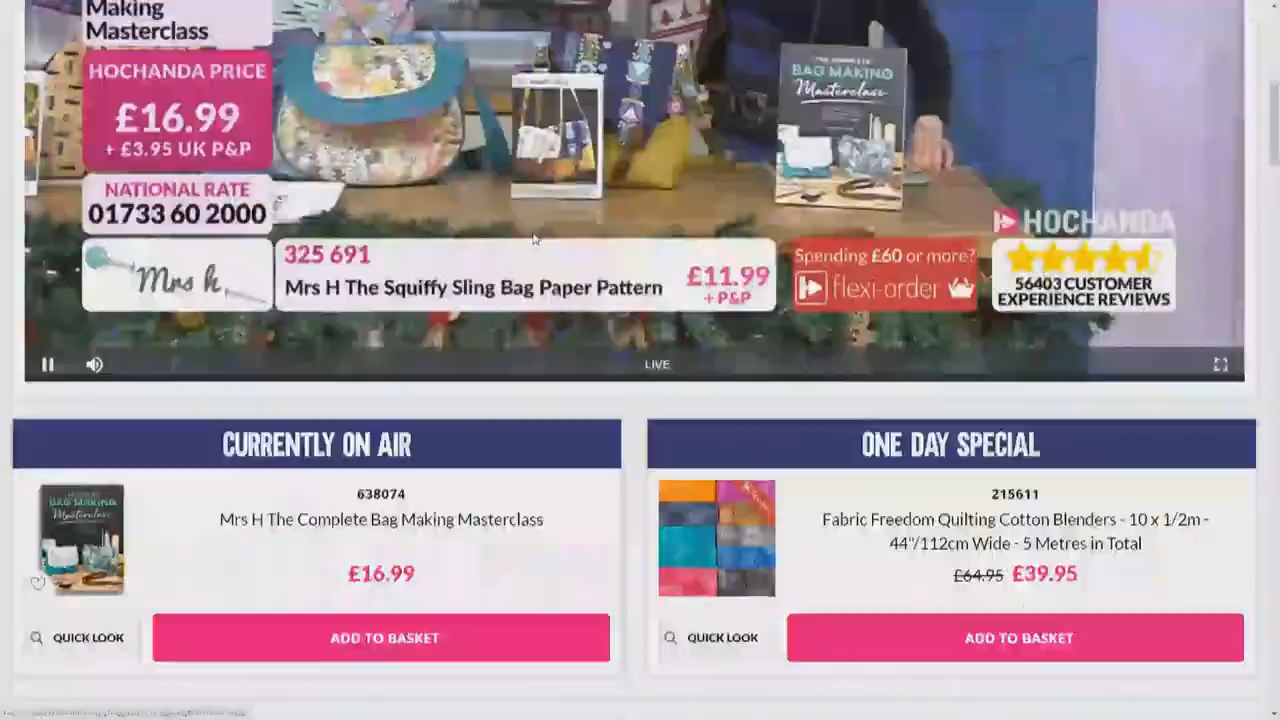 Making
Masterclass
HOCHANDA PRICE
£16.99
+ £3.95 UK P&P
NATIONAL RATE
01733 60 2000
Mrs h
325 691
Mrs H The Squiffy Sling Bag Paper Pattern
£11.99
+ P&P
Spending £60 or more?
flexi-order
HOCHANDA
56403 CUSTOMER
EXPERIENCE REVIEWS
BAG MAKING
Masterclass
LIVE
CURRENTLY ON AIR
BAG MAKING
Masterclass
638074
Mrs H The Complete Bag Making Masterclass
£16.99
QUICK LOOK
ADD TO BASKET
ONE DAY SPECIAL
215611
Fabric Freedom Quilting Cotton Blenders - 10 x 1/2m -
44"/112cm Wide - 5 Metres in Total
£64.95 £39.95
QUICK LOOK
ADD TO BASKET